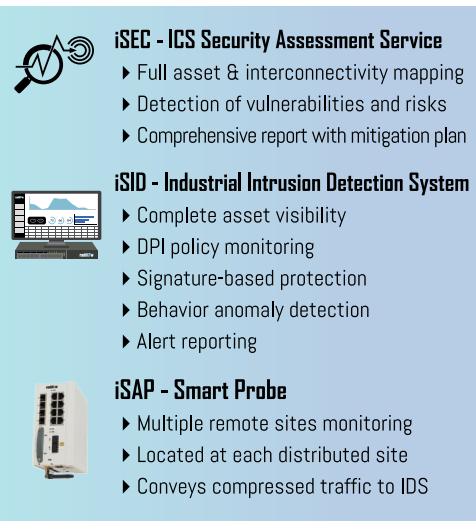 iSEC - ICS Security Assessment Service
Full asset & interconnectivity mapping
Detection of vulnerabilities and risks
Comprehensive report with mitigation plan
iSID - Industrial Intrusion Detection System
Complete asset visibility
DPI policy monitoring
Signature-based protection
Behavior anomaly detection
Alert reporting
iSAP - Smart Probe
Multiple remote sites monitoring
Located at each distributed site
Conveys compressed traffic to IDS